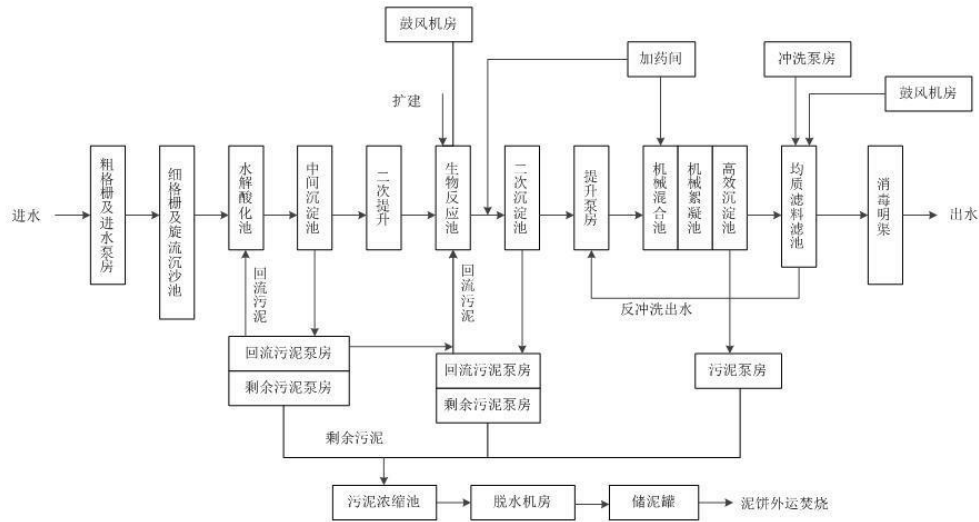 鼓风机房
加药间
冲洗泵房
鼓风机房
扩建
进水
粗格栅及进水泵房
细格栅及旋流沉沙池
水解酸化池
中间沉淀池
二次提升
生物反应池
二次沉淀池
提升泵房
机械混合池
机械絮凝池
高效沉淀池
均质滤料滤池
消毒明渠
出水
回流污泥
回流污泥
反冲洗出水
回流污泥泵房
剩余污泥泵房
回流污泥泵房
剩余污泥泵房
污泥泵房
剩余污泥
污泥浓缩池
脱水机房
储泥罐
泥饼外运焚烧